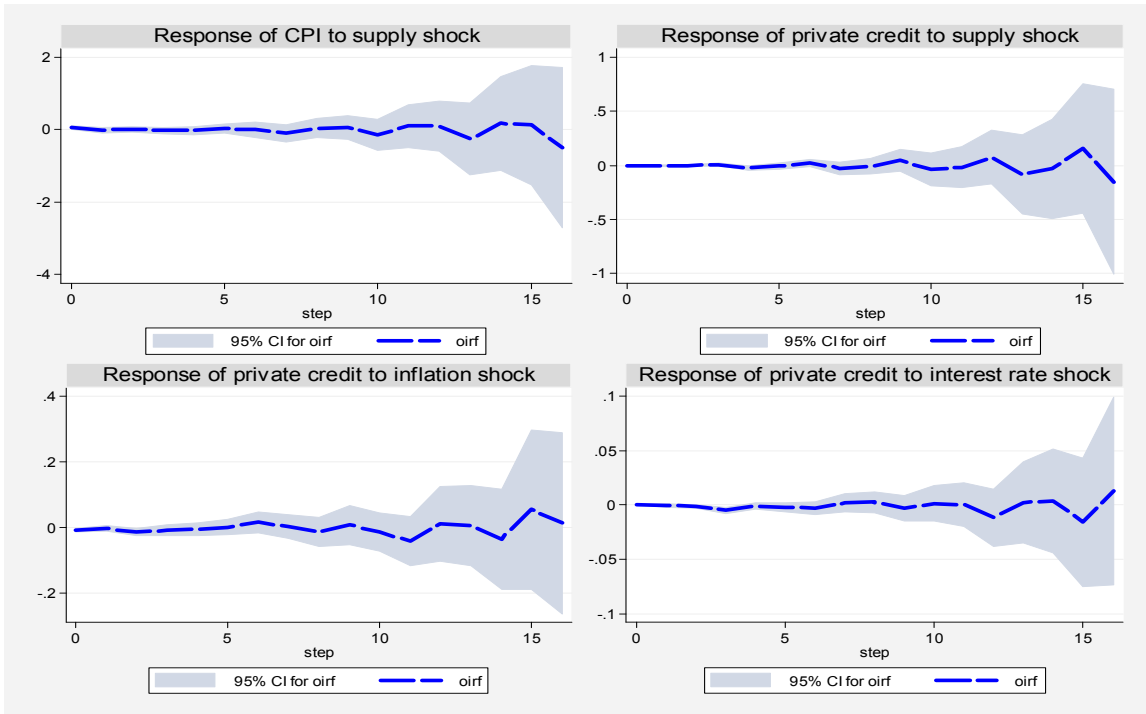 Response of CPI to supply shock
2
0
-2
-4
0 5 10 15
step
95% CI for oirf oirf
Response of private credit to supply shock
1
.5
0
-.5
-1
0 5 10 15
step
95% CI for oirf oirf
Response of private credit to inflation shock
.4
.2
0
-.2
0 5 10 15
step
95% CI for oirf oirf
Response of private credit to interest rate shock
.1
.05
0
-.05
-.1
0 5 10 15
step
95% CI for oirf oirf